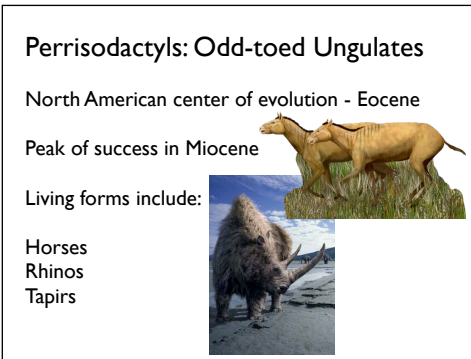 Perrisodactyls: Odd-toed Ungulates
North American center of evolution - Eocene
Peak of success in Miocene
Living forms include:
Horses
Rhinos
Tapirs